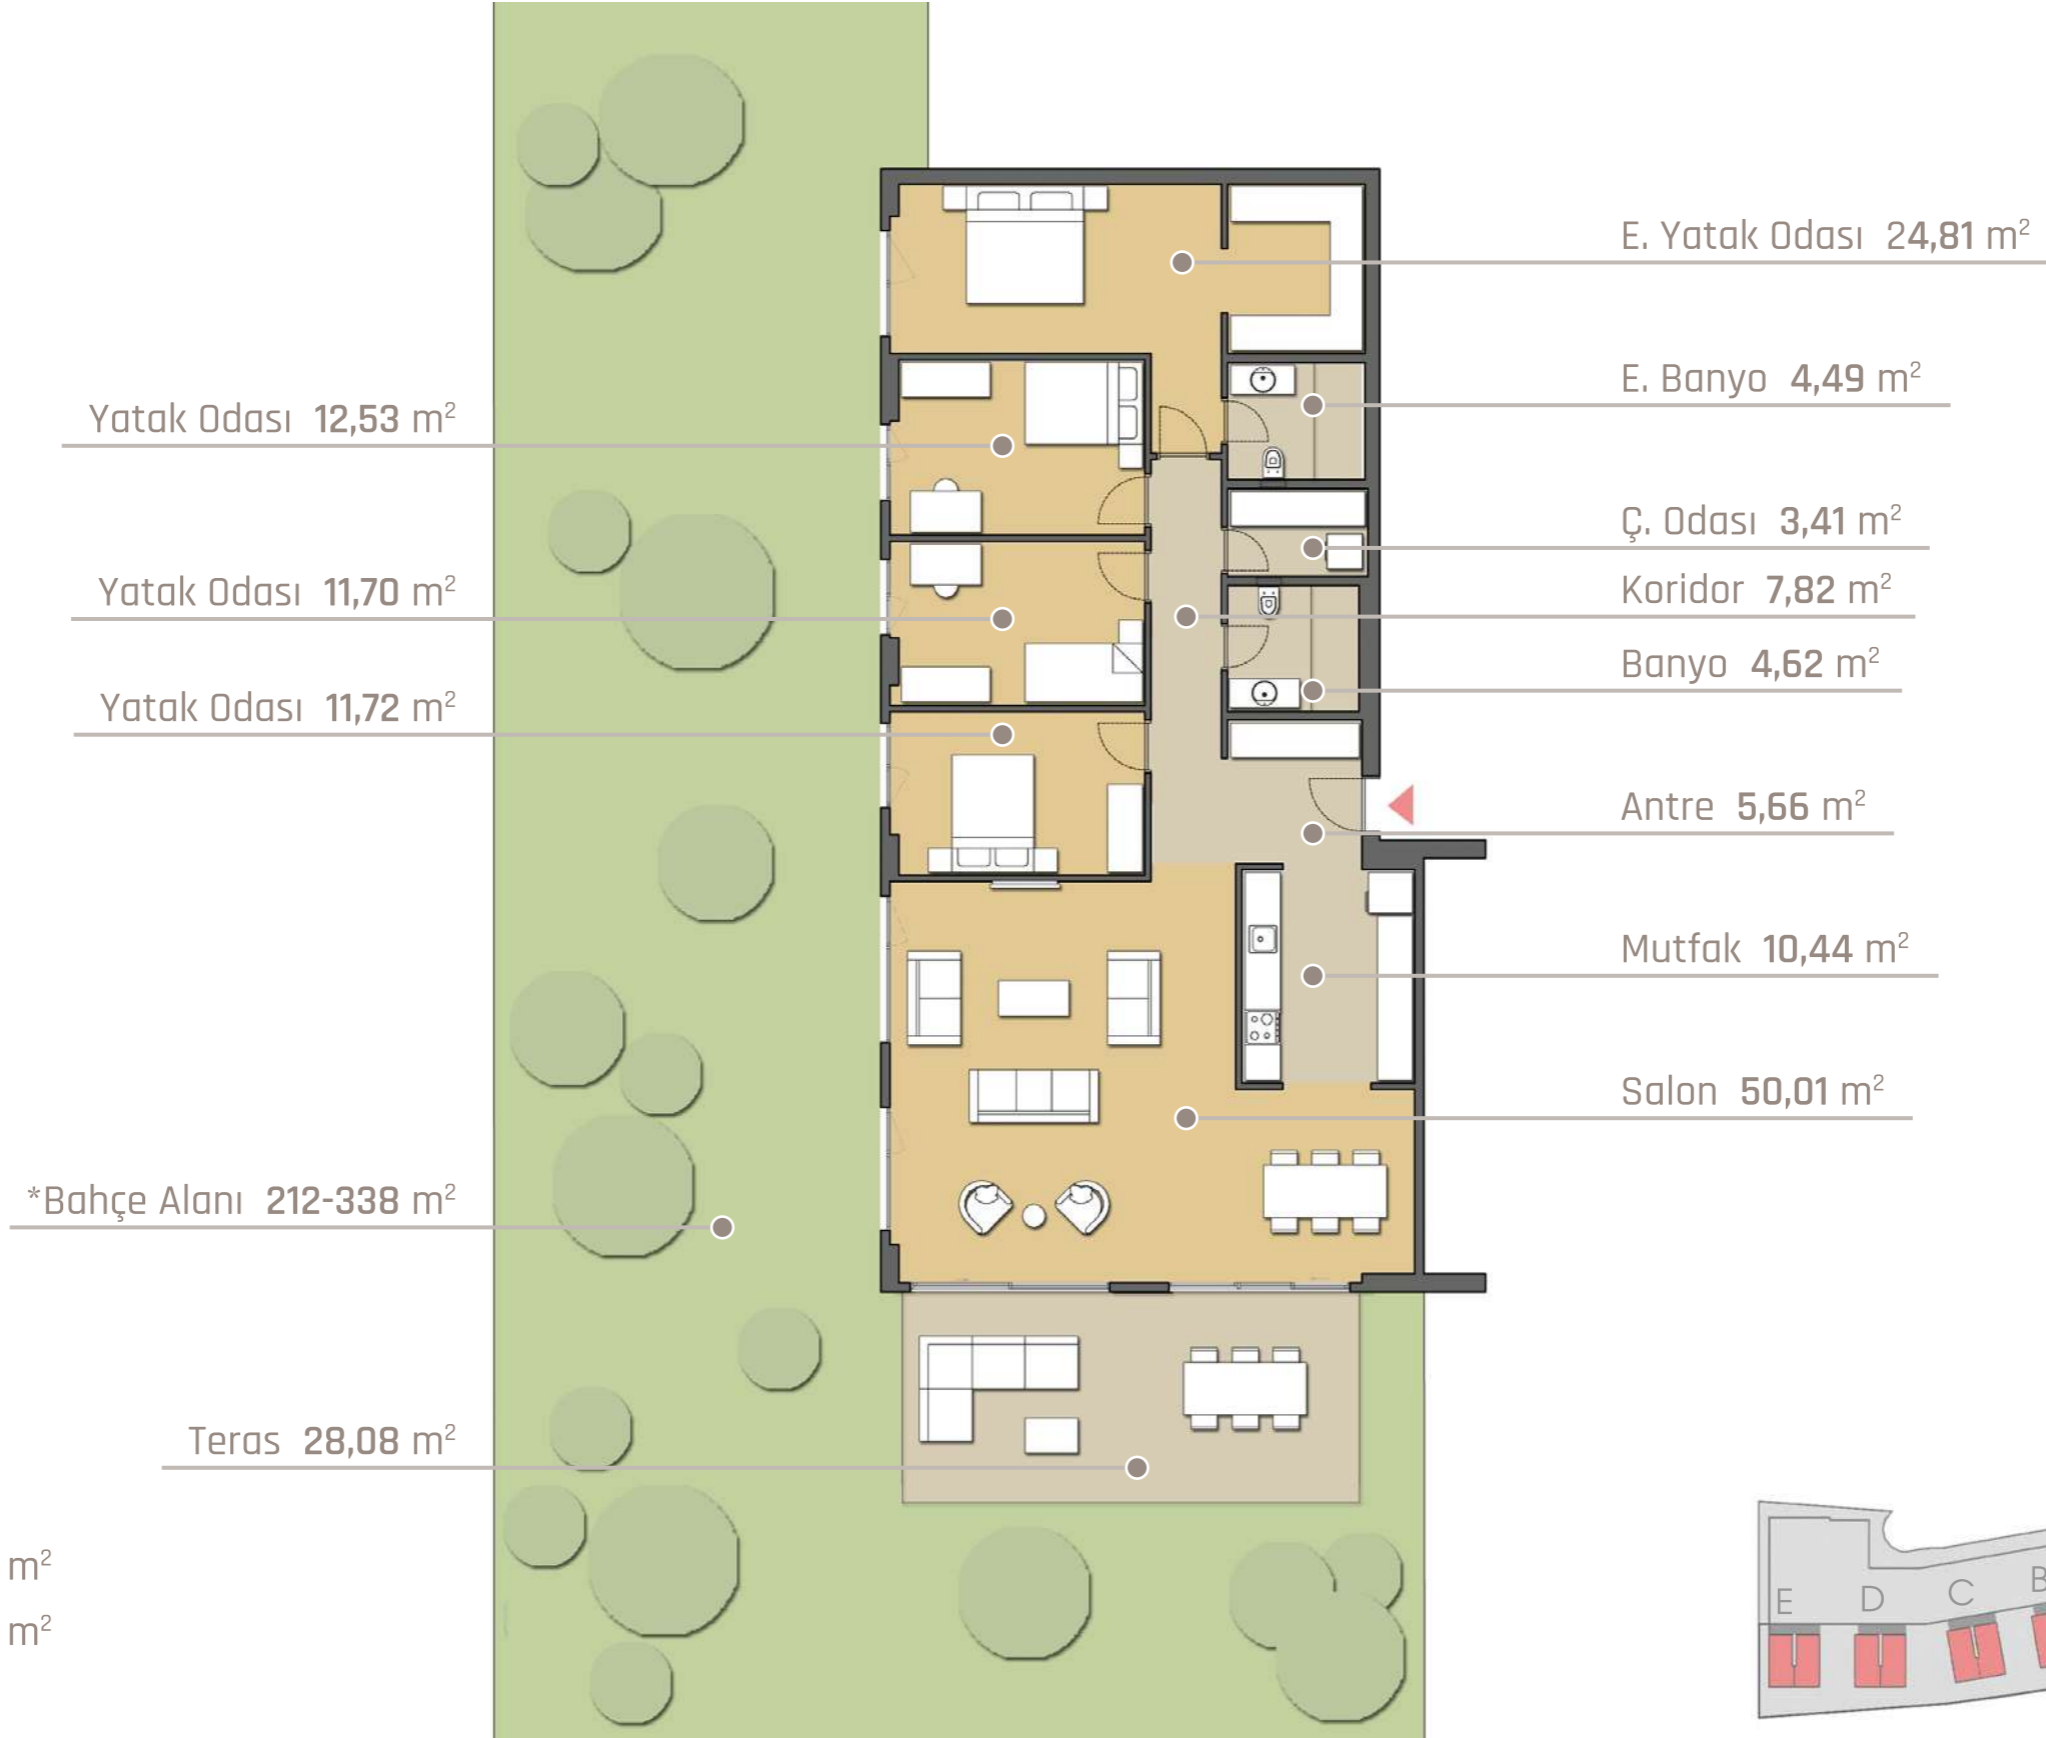 E. Yatak Odası 24,81 m²
E. Banyo 4,49 m²
Yatak Odası 12,53 m²
Ç. Odası 3,41 m²
Koridor 7,82 m²
Yatak Odası 11,70 m²
Banyo 4,62 m²
Yatak Odası 11,72 m²
Antre 5,66 m²
Mutfak 10,44 m²
Salon 50,01 m²
*Bahçe Alanı 212-338 m²
Teras 28,08 m²
m²
m²
E D C B